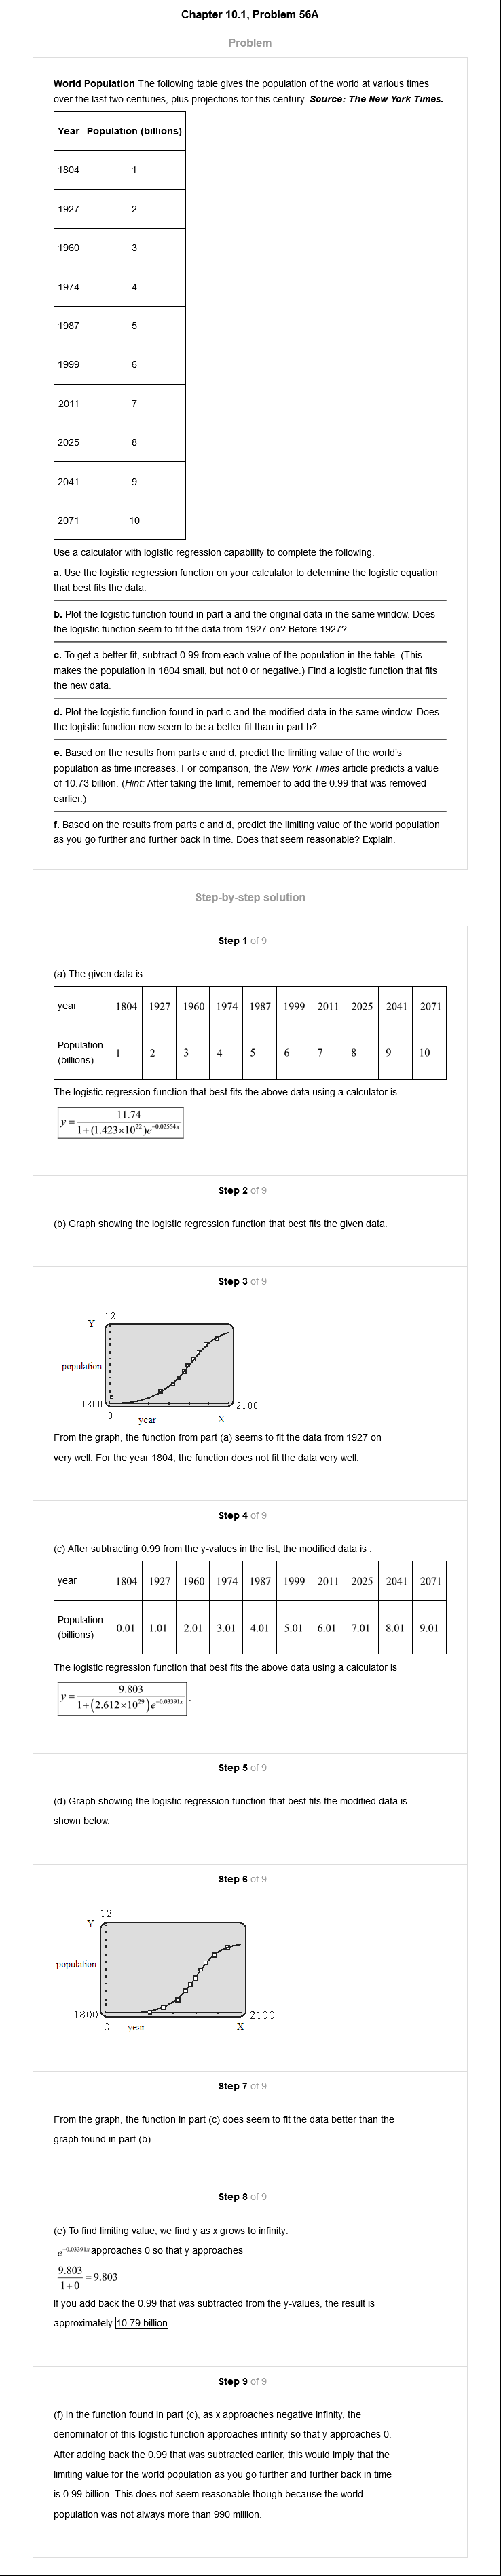 Chapter 10.1, Problem 56A
Problem
World Population The following table gives the population of the world at various times
over the last two centuries, plus projections for this century. Source: The New York Times.
Year Population (billions)
1804 1
1927 2
1960 3
1974 4
1987 5
1999 6
2011 7
2025 8
2041 9
2071 10
Use a calculator with logistic regression capability to complete the following.
a. Use the logistic regression function on your calculator to determine the logistic equation
that best fits the data.
b. Plot the logistic function found in part a and the original data in the same window. Does
the logistic function seem to fit the data from 1927 on? Before 1927?
c. To get a better fit, subtract 0.99 from each value of the population in the table. (This
makes the population in 1804 small, but not 0 or negative.) Find a logistic function that fits
the new data.
d. Plot the logistic function found in part c and the modified data in the same window. Does
the logistic function now seem to be a better fit than in part b?
e. Based on the results from parts c and d, predict the limiting value of the world's
population as time increases. For comparison, the New York Times article predicts a value
of 10.73 billion. (Hint: After taking the limit, remember to add the 0.99 that was removed
earlier.)
f. Based on the results from parts c and d, predict the limiting value of the world population
as you go further and further back in time. Does that seem reasonable? Explain.
Step-by-step solution
Step 1 of 9
(a) The given data is
year 1804 1927 1960 1974 1987 1999 2011 2025 2041 2071
Population
(billions) 1 2 3 4 5 6 7 8 9 10
The logistic regression function that best fits the above data using a calculator is
y = 11.74 / 1+(1.423×10^22)e^−0.02554x .
Step 2 of 9
(b) Graph showing the logistic regression function that best fits the given data.
Step 3 of 9
12
Y
population
1800
2100
0
year
X
From the graph, the function from part (a) seems to fit the data from 1927 on
very well. For the year 1804, the function does not fit the data very well.
Step 4 of 9
(c) After subtracting 0.99 from the y-values in the list, the modified data is :
year 1804 1927 1960 1974 1987 1999 2011 2025 2041 2071
Population
(billions) 0.01 1.01 2.01 3.01 4.01 5.01 6.01 7.01 8.01 9.01
The logistic regression function that best fits the above data using a calculator is
y = 9.803 / 1+(2.612×10^29)e^−0.03391x .
Step 5 of 9
(d) Graph showing the logistic regression function that best fits the modified data is
shown below.
Step 6 of 9
12
Y
population
1800
2100
0
year
X
Step 7 of 9
From the graph, the function in part (c) does seem to fit the data better than the
graph found in part (b).
Step 8 of 9
(e) To find limiting value, we find y as x grows to infinity:
e^−0.03391x approaches 0 so that y approaches
9.803 / 1+0 = 9.803.
If you add back the 0.99 that was subtracted from the y-values, the result is
approximately 10.79 billion.
Step 9 of 9
(f) In the function found in part (c), as x approaches negative infinity, the
denominator of this logistic function approaches infinity so that y approaches 0.
After adding back the 0.99 that was subtracted earlier, this would imply that the
limiting value for the world population as you go further and further back in time
is 0.99 billion. This does not seem reasonable though because the world
population was not always more than 990 million.